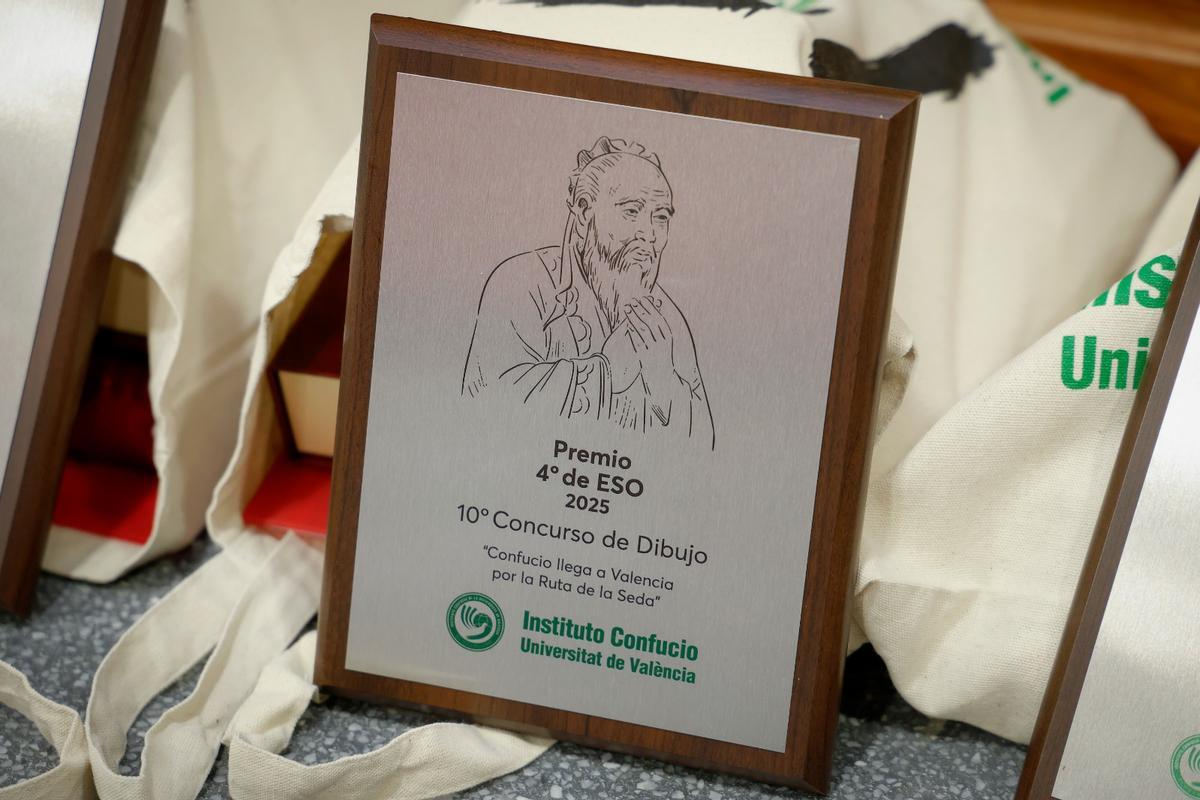 Premio
4º de ESO
2025
10º Concurso de Dibujo
"Confucio llega a Valencia
por la Ruta de la Seda"
Instituto Confucio
Universitat de València